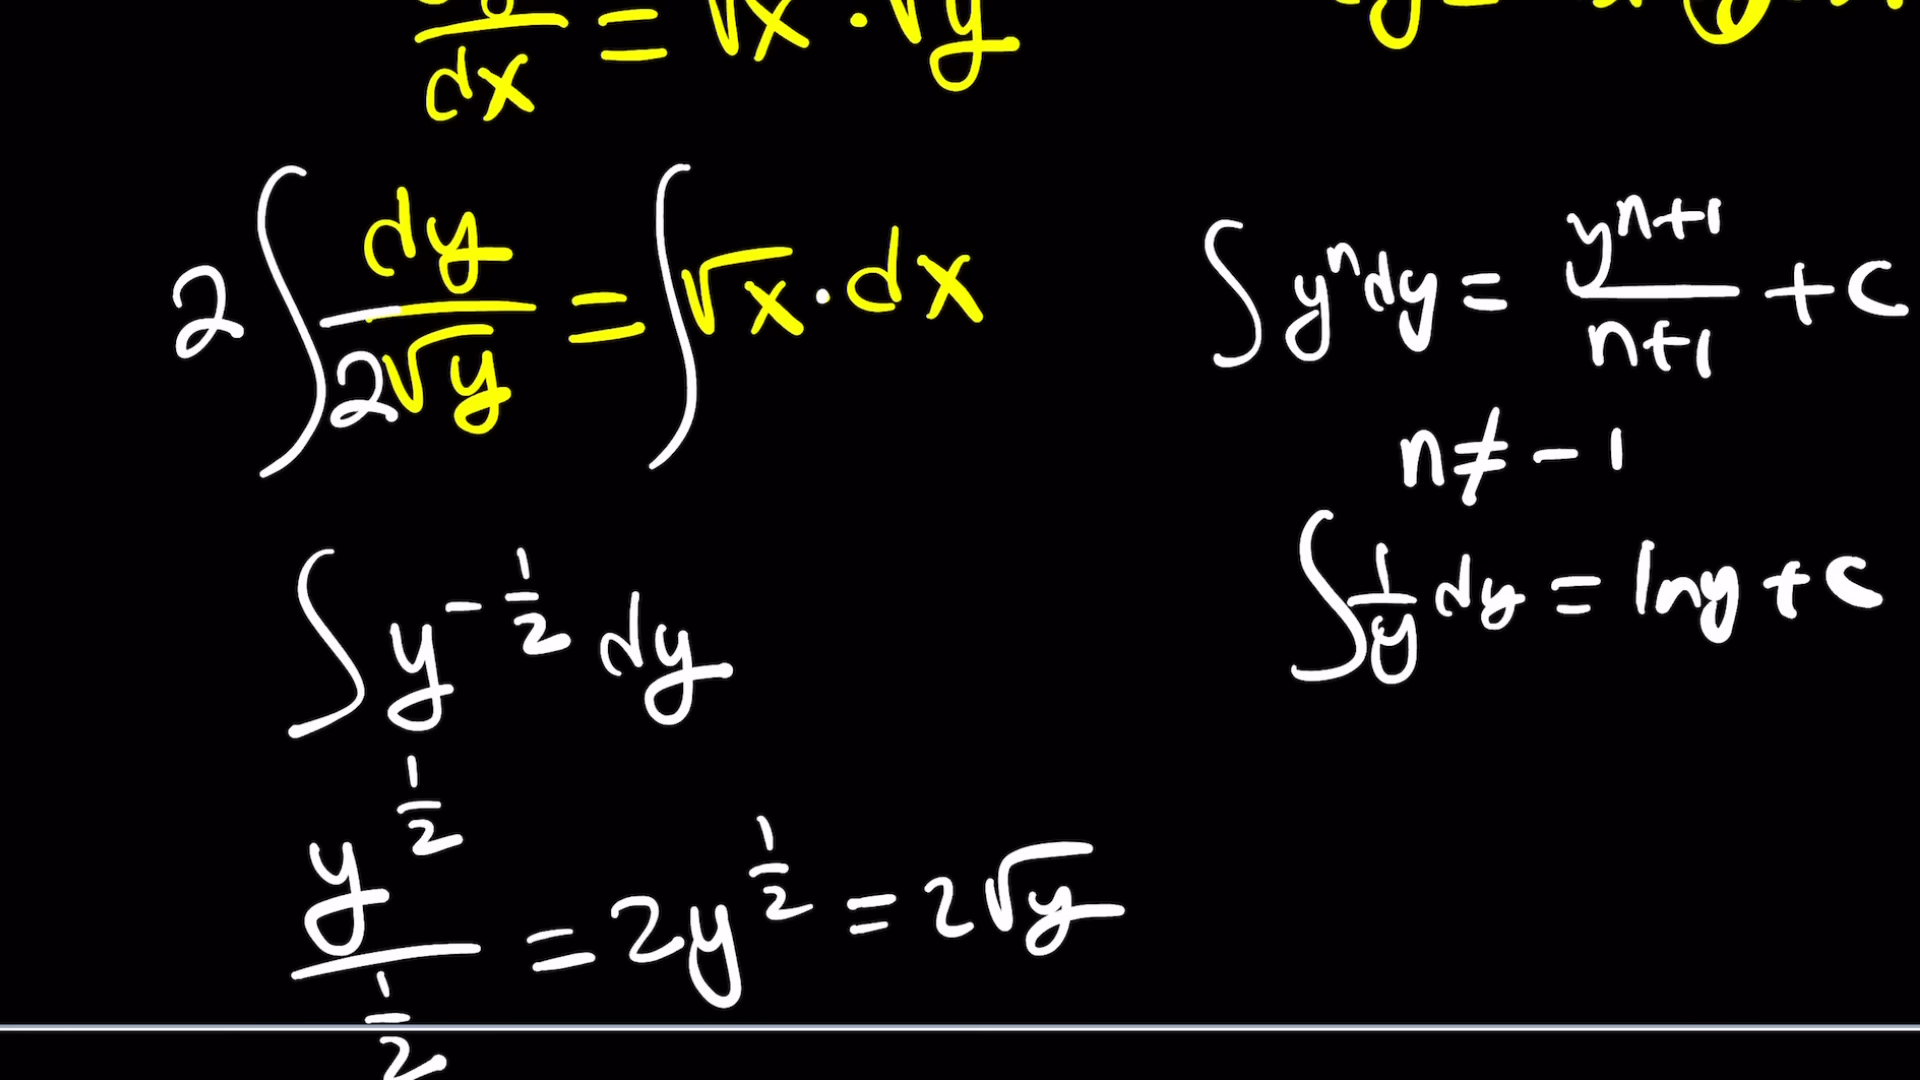 dy/dx = √x · √y
2 ∫ dy/(2√y) = ∫ √x · dx
∫ y^(-1/2) dy
y^(1/2)/(1/2) = 2y^(1/2) = 2√y
∫ yⁿ dy = yⁿ⁺¹/(n+1) + c
n ≠ -1
∫ 1/y dy = ln y + c